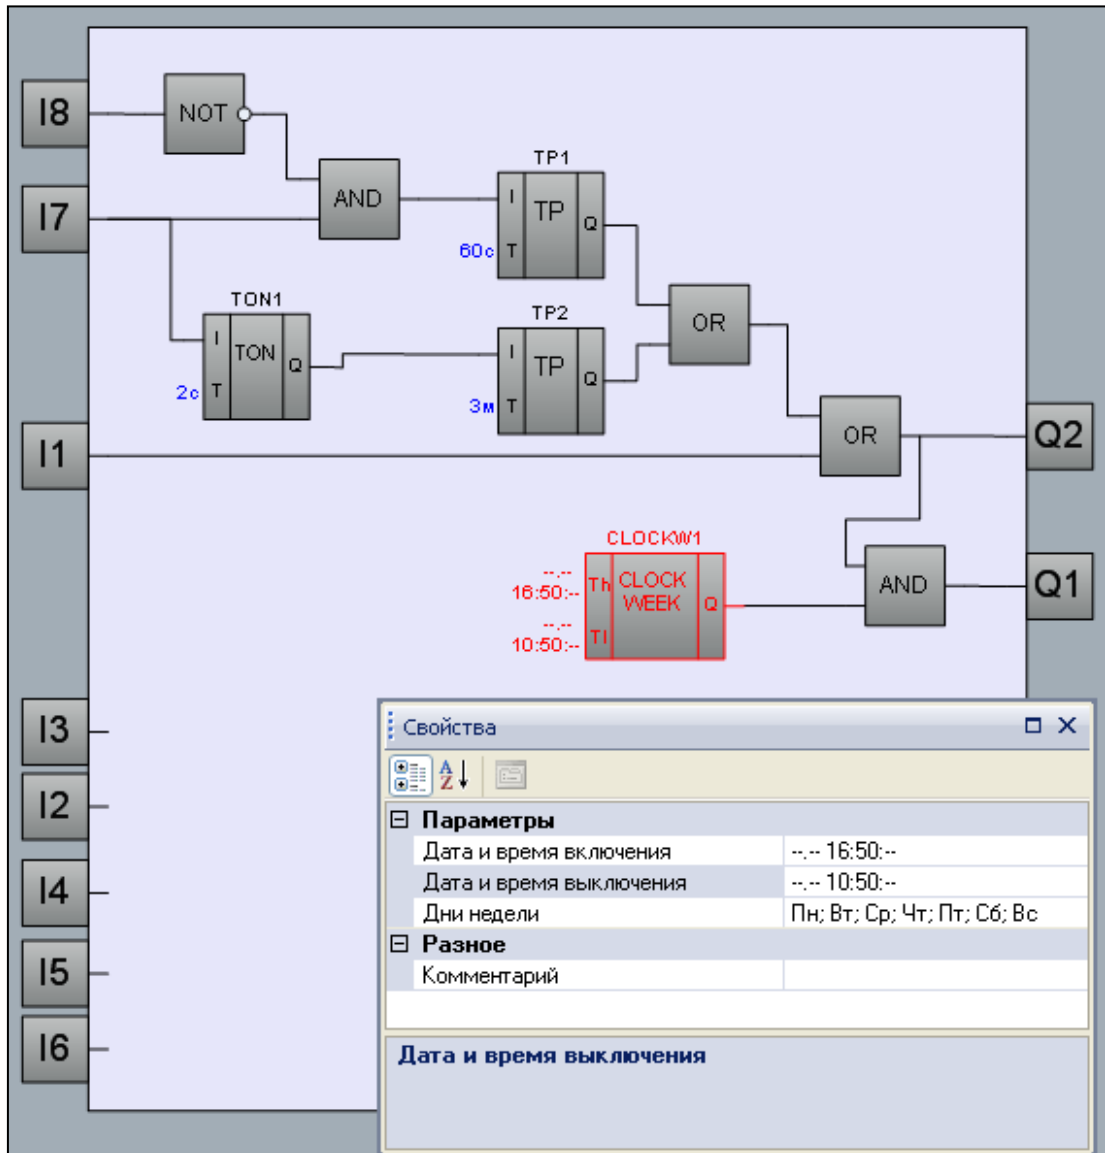 I8
NOT
TP1
AND
I TP Q
60с T
I7
TON1
I TON Q
2с T
TP2
I TP Q
3м T
OR
OR
I1
Q2
CLOCKW1
--.--
16:50:-- Th CLOCK
WEEK Q
--.--
10:50:-- Tl
AND
Q1
I3
I2
I4
I5
I6
Свойства
A
Z
Параметры
Дата и время включения --.-- 16:50:--
Дата и время выключения --.-- 10:50:--
Дни недели Пн; Вт; Ср; Чт; Пт; Сб; Вс
Разное
Комментарий
Дата и время выключения